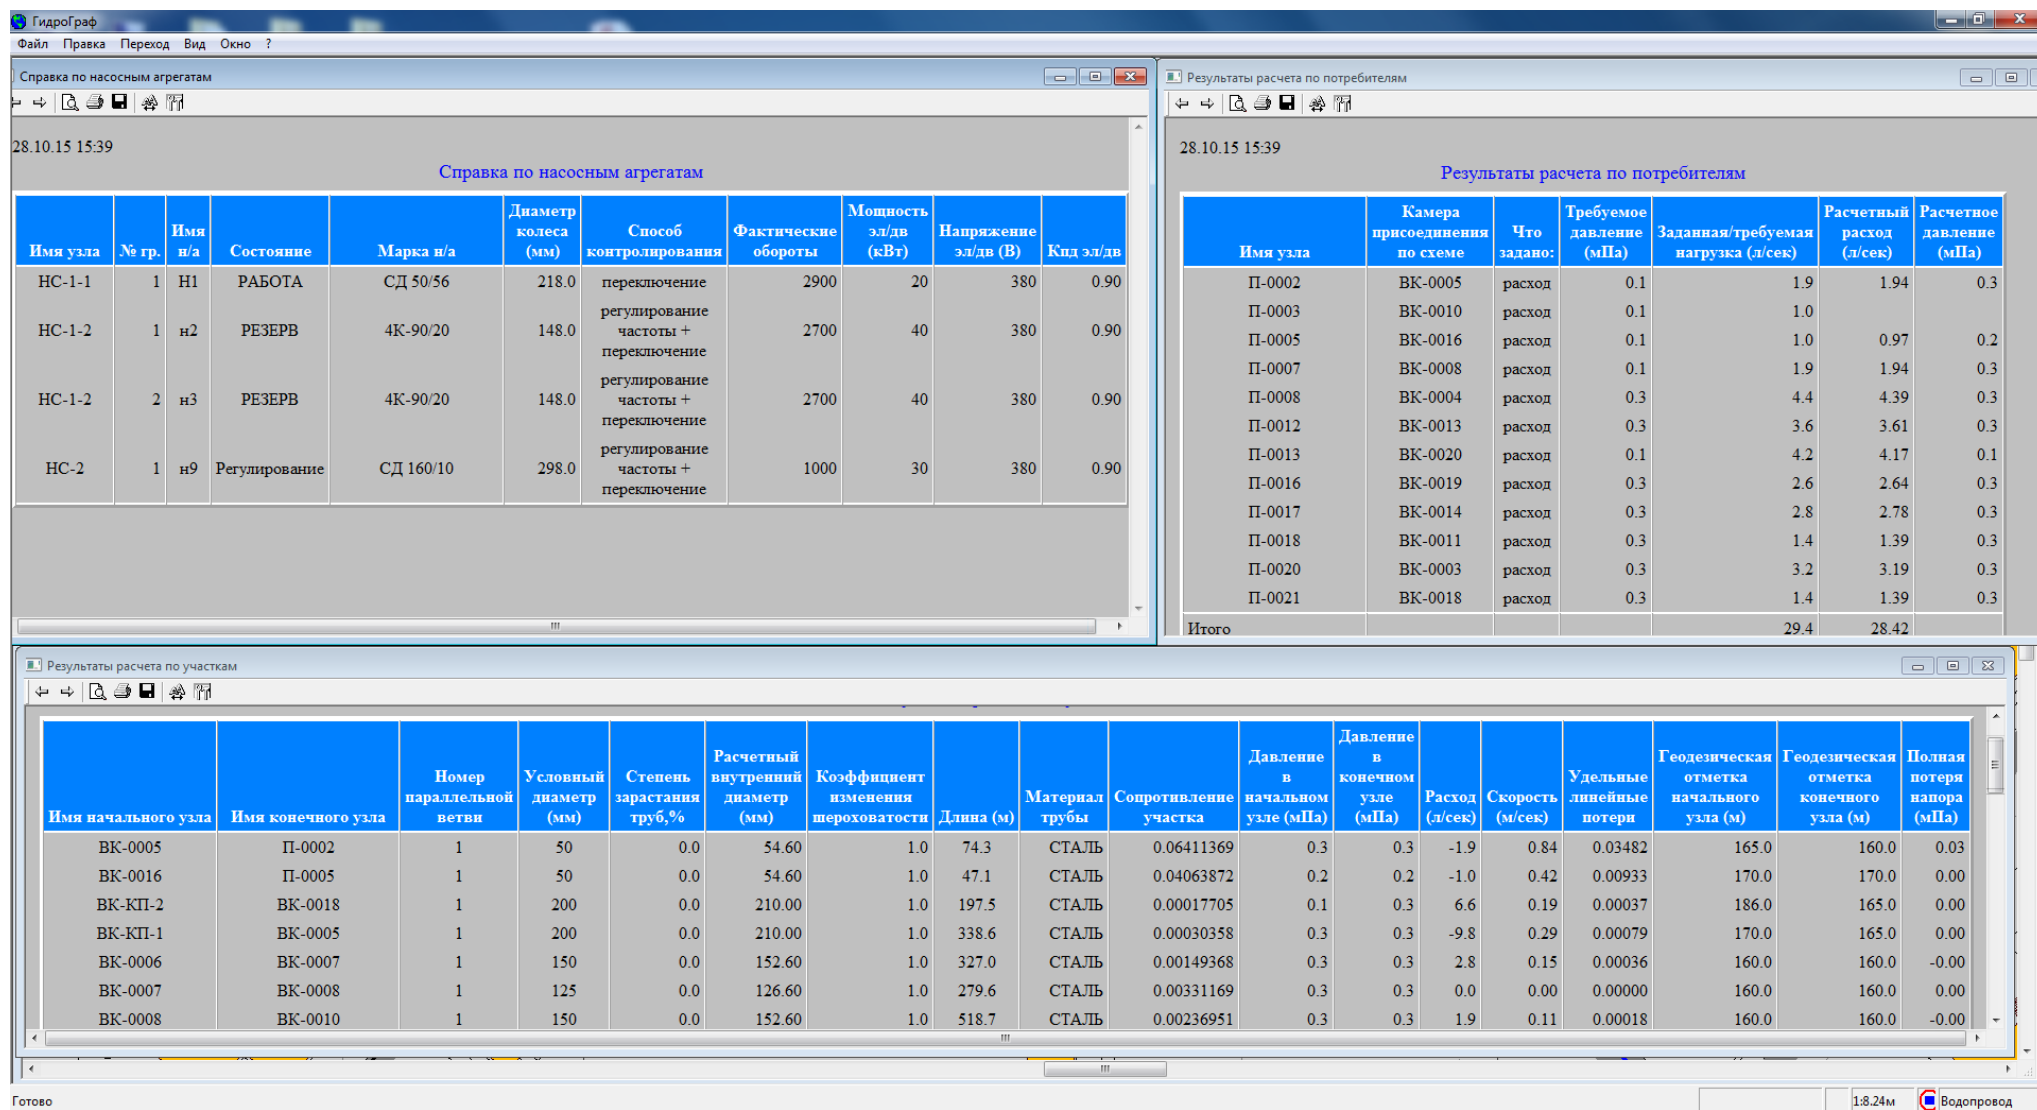 ГидроГраф
Файл Правка Переход Вид Окно ?
Справка по насосным агрегатам
28.10.15 15:39
Справка по насосным агрегатам
Имя узла № гр. Имя н/а Состояние Марка н/а Диаметр колеса (мм) Способ контролирования Фактические обороты Мощность эл/дв (кВт) Напряжение эл/дв (В) Кпд эл/дв
НС-1-1 1 Н1 РАБОТА СД 50/56 218.0 переключение 2900 20 380 0.90
НС-1-2 1 н2 РЕЗЕРВ 4К-90/20 148.0 регулирование частоты + переключение 2700 40 380 0.90
НС-1-2 2 н3 РЕЗЕРВ 4К-90/20 148.0 регулирование частоты + переключение 2700 40 380 0.90
НС-2 1 н9 Регулирование СД 160/10 298.0 регулирование частоты + переключение 1000 30 380 0.90
Результаты расчета по потребителям
28.10.15 15:39
Результаты расчета по потребителям
Имя узла Камера присоединения по схеме Что задано: Требуемое давление (мПа) Заданная/требуемая нагрузка (л/сек) Расчетный расход (л/сек) Расчетное давление (мПа)
П-0002 ВК-0005 расход 0.1 1.9 1.94 0.3
П-0003 ВК-0010 расход 0.1 1.0
П-0005 ВК-0016 расход 0.1 1.0 0.97 0.2
П-0007 ВК-0008 расход 0.1 1.9 1.94 0.3
П-0008 ВК-0004 расход 0.3 4.4 4.39 0.3
П-0012 ВК-0013 расход 0.3 3.6 3.61 0.3
П-0013 ВК-0020 расход 0.1 4.2 4.17 0.1
П-0016 ВК-0019 расход 0.3 2.6 2.64 0.3
П-0017 ВК-0014 расход 0.3 2.8 2.78 0.3
П-0018 ВК-0011 расход 0.3 1.4 1.39 0.3
П-0020 ВК-0003 расход 0.3 3.2 3.19 0.3
П-0021 ВК-0018 расход 0.3 1.4 1.39 0.3
Итого 29.4 28.42
Результаты расчета по участкам
Имя начального узла Имя конечного узла Номер параллельной ветви Условный диаметр (мм) Степень зарастания труб,% Расчетный внутренний диаметр (мм) Коэффициент изменения шероховатости Длина (м) Материал трубы Сопротивление участка Давление в начальном узле (мПа) Давление в конечном узле (мПа) Расход (л/сек) Скорость (м/сек) Удельные линейные потери Геодезическая отметка начального узла (м) Геодезическая отметка конечного узла (м) Полная потеря напора (мПа)
ВК-0005 П-0002 1 50 0.0 54.60 1.0 74.3 СТАЛЬ 0.06411369 0.3 0.3 -1.9 0.84 0.03482 165.0 160.0 0.03
ВК-0016 П-0005 1 50 0.0 54.60 1.0 47.1 СТАЛЬ 0.04063872 0.2 0.2 -1.0 0.42 0.00933 170.0 170.0 0.00
ВК-КП-2 ВК-0018 1 200 0.0 210.00 1.0 197.5 СТАЛЬ 0.00017705 0.1 0.3 6.6 0.19 0.00037 186.0 165.0 0.00
ВК-КП-1 ВК-0005 1 200 0.0 210.00 1.0 338.6 СТАЛЬ 0.00030358 0.3 0.3 -9.8 0.29 0.00079 170.0 165.0 0.00
ВК-0006 ВК-0007 1 150 0.0 152.60 1.0 327.0 СТАЛЬ 0.00149368 0.3 0.3 2.8 0.15 0.00036 160.0 160.0 -0.00
ВК-0007 ВК-0008 1 125 0.0 126.60 1.0 279.6 СТАЛЬ 0.00331169 0.3 0.3 0.0 0.00 0.00000 160.0 160.0 0.00
ВК-0008 ВК-0010 1 150 0.0 152.60 1.0 518.7 СТАЛЬ 0.00236951 0.3 0.3 1.9 0.11 0.00018 160.0 160.0 -0.00
Готово
1:8.24м Водопровод